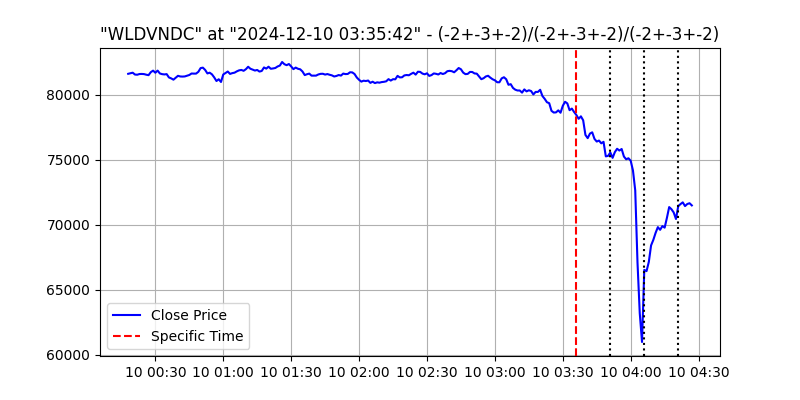 "WLDVNDC" at "2024-12-10 03:35:42" - (-2+-3+-2)/(-2+-3+-2)/(-2+-3+-2)
80000
75000
70000
65000
60000
Close Price
Specific Time
10 00:30 10 01:00 10 01:30 10 02:00 10 02:30 10 03:00 10 03:30 10 04:00 10 04:30